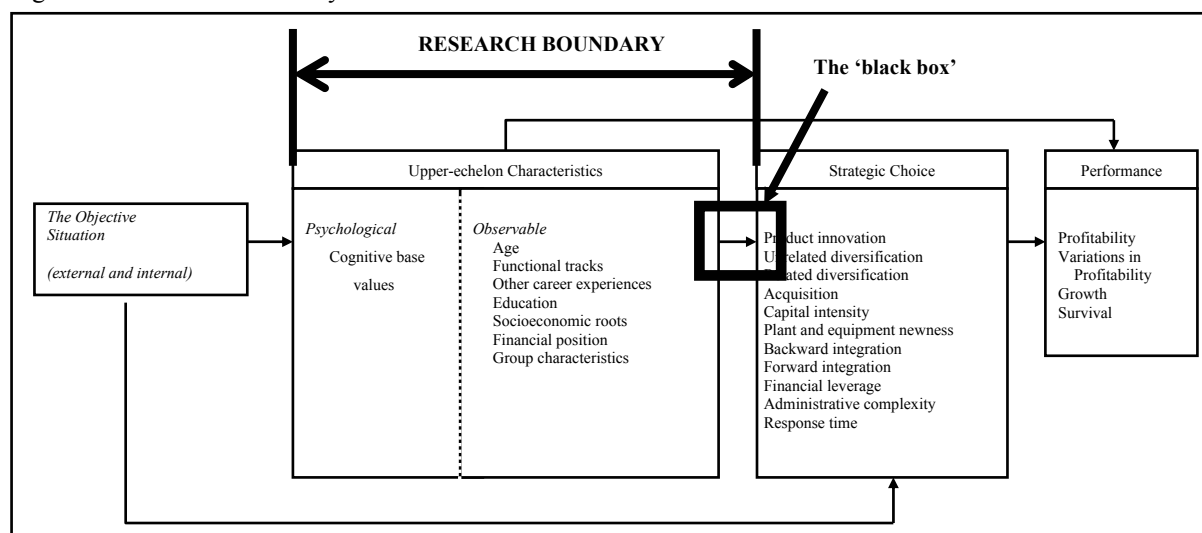 RESEARCH BOUNDARY
The ‘black box’
Upper-echelon Characteristics
Strategic Choice
Performance
The Objective
Situation
(external and internal)
Psychological
Cognitive base
values
Observable
Age
Functional tracks
Other career experiences
Education
Socioeconomic roots
Financial position
Group characteristics
Product innovation
Unrelated diversification
Related diversification
Acquisition
Capital intensity
Plant and equipment newness
Backward integration
Forward integration
Financial leverage
Administrative complexity
Response time
Profitability
Variations in
Profitability
Growth
Survival